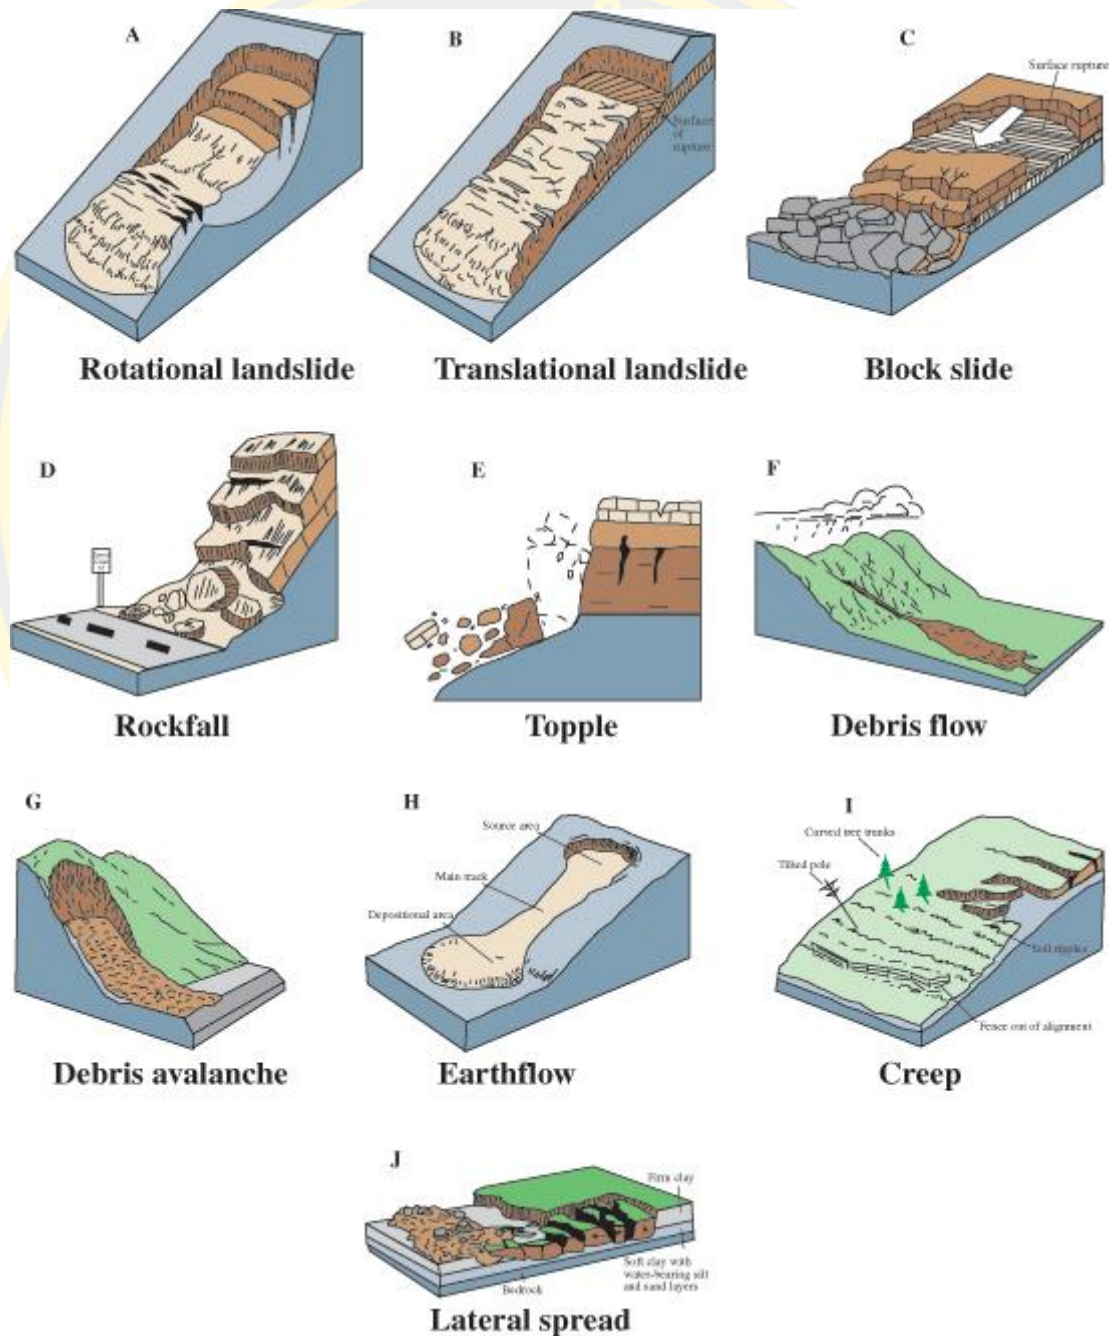 A
B
C
Surface rupture
Surface
of
rupture
Toe
Rotational landslide
Translational landslide
Block slide
D
E
F
Rockfall
Topple
Debris flow
G
H
I
Source area
Main track
Depositional area
Curved tree trunks
Tilted pole
Soil ripples
Fence out of alignment
Debris avalanche
Earthflow
Creep
J
Firm clay
Soft clay with
water-bearing silt
and sand layers
Bedrock
Lateral spread